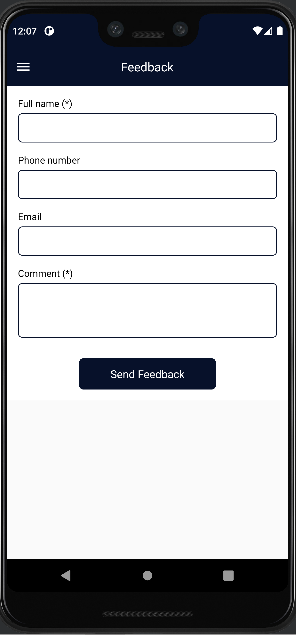 12:07
Feedback
Full name (*)
Phone number
Email
Comment (*)
Send Feedback